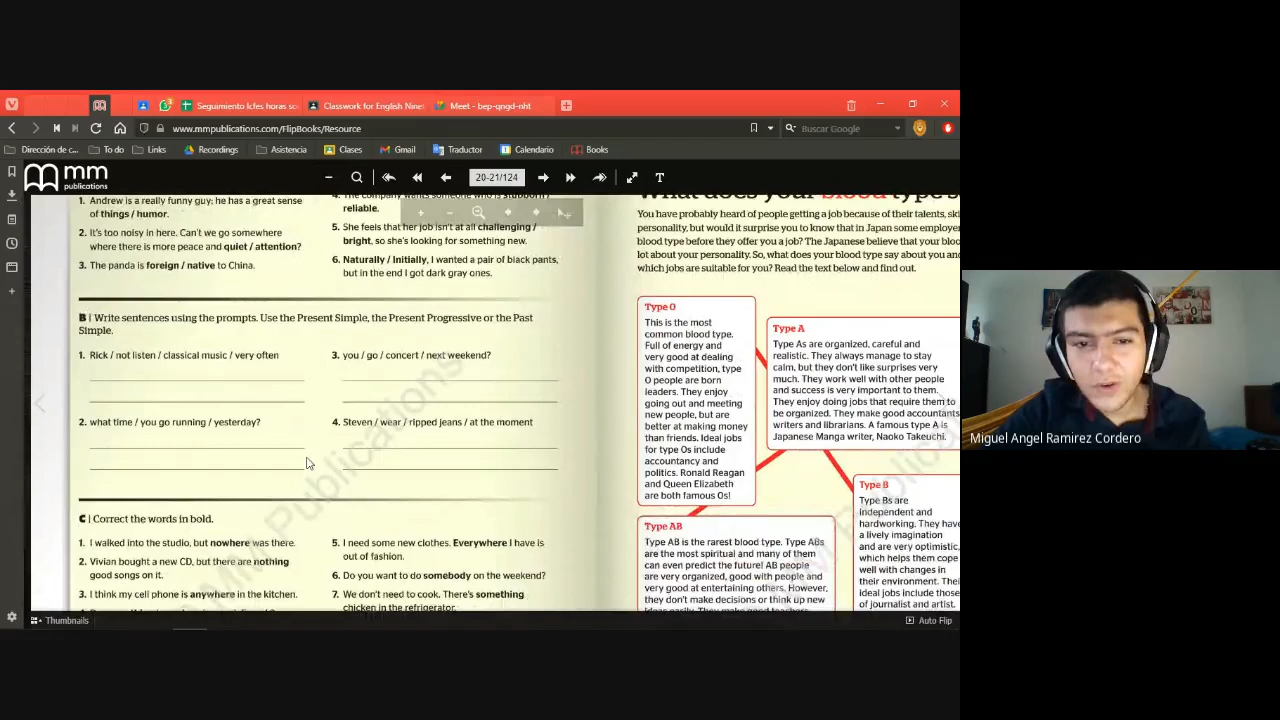 Seguimiento Icfes horas so
Classwork for English Nine
Meet - bep-qngd-nht
www.mmpublications.com/FlipBooks/Resource
Buscar Google
Dirección de c...
To do
Links
Recordings
Asistencia
Clases
Gmail
Traductor
Calendario
Books
mm
publications
20-21/124
1. Andrew is a really funny guy; he has a great sense
of things / humor.
2. It's too noisy in here. Can't we go somewhere
where there is more peace and quiet / attention?
3. The panda is foreign / native to China.
4. The company wants someone who is stubborn /
reliable.
5. She feels that her job isn't at all challenging /
bright, so she's looking for something new.
6. Naturally / Initially, I wanted a pair of black pants,
but in the end I got dark gray ones.
B | Write sentences using the prompts. Use the Present Simple, the Present Progressive or the Past
Simple.
1. Rick / not listen / classical music / very often
2. what time / you go running / yesterday?
3. you / go / concert / next weekend?
4. Steven / wear / ripped jeans / at the moment
C | Correct the words in bold.
1. I walked into the studio, but nowhere was there.
2. Vivian bought a new CD, but there are nothing
good songs on it.
3. I think my cell phone is anywhere in the kitchen.
5. I need some new clothes. Everywhere I have is
out of fashion.
6. Do you want to do somebody on the weekend?
7. We don't need to cook. There's something
chicken in the refrigerator.
What does your blood type s
You have probably heard of people getting a job because of their talents, ski
personality, but would it surprise you to know that in Japan some employer
blood type before they offer you a job? The Japanese believe that your bloo
lot about your personality. So, what does your blood type say about you and
which jobs are suitable for you? Read the text below and find out.
Type O
This is the most
common blood type.
Full of energy and
very good at dealing
with competition, type
O people are born
leaders. They enjoy
going out and meeting
new people, but are
better at making money
than friends. Ideal jobs
for type Os include
accountancy and
politics. Ronald Reagan
and Queen Elizabeth
are both famous Os!
Type A
Type As are organized, careful and
realistic. They always manage to stay
calm, but they don't like surprises very
much. They work well with other people
and success is very important to them.
They enjoy doing jobs that require them to
be organized. They make good accountants
writers and librarians. A famous type A is
Japanese Manga writer, Naoko Takeuchi.
Type B
Type Bs are
independent and
hardworking. They have
a lively imagination
and are very optimistic,
which helps them cope
well with changes in
their environment. Thei
ideal jobs include those
of journalist and artist.
Type AB
Type AB is the rarest blood type. Type ABs
are the most spiritual and many of them
can even predict the future! AB people
are very organized, good with people and
very good at entertaining others. However,
they don't make decisions or think up new
ideas easily. They make good teachers
MM Publications
Thumbnails
Auto Flip
Miguel Angel Ramirez Cordero